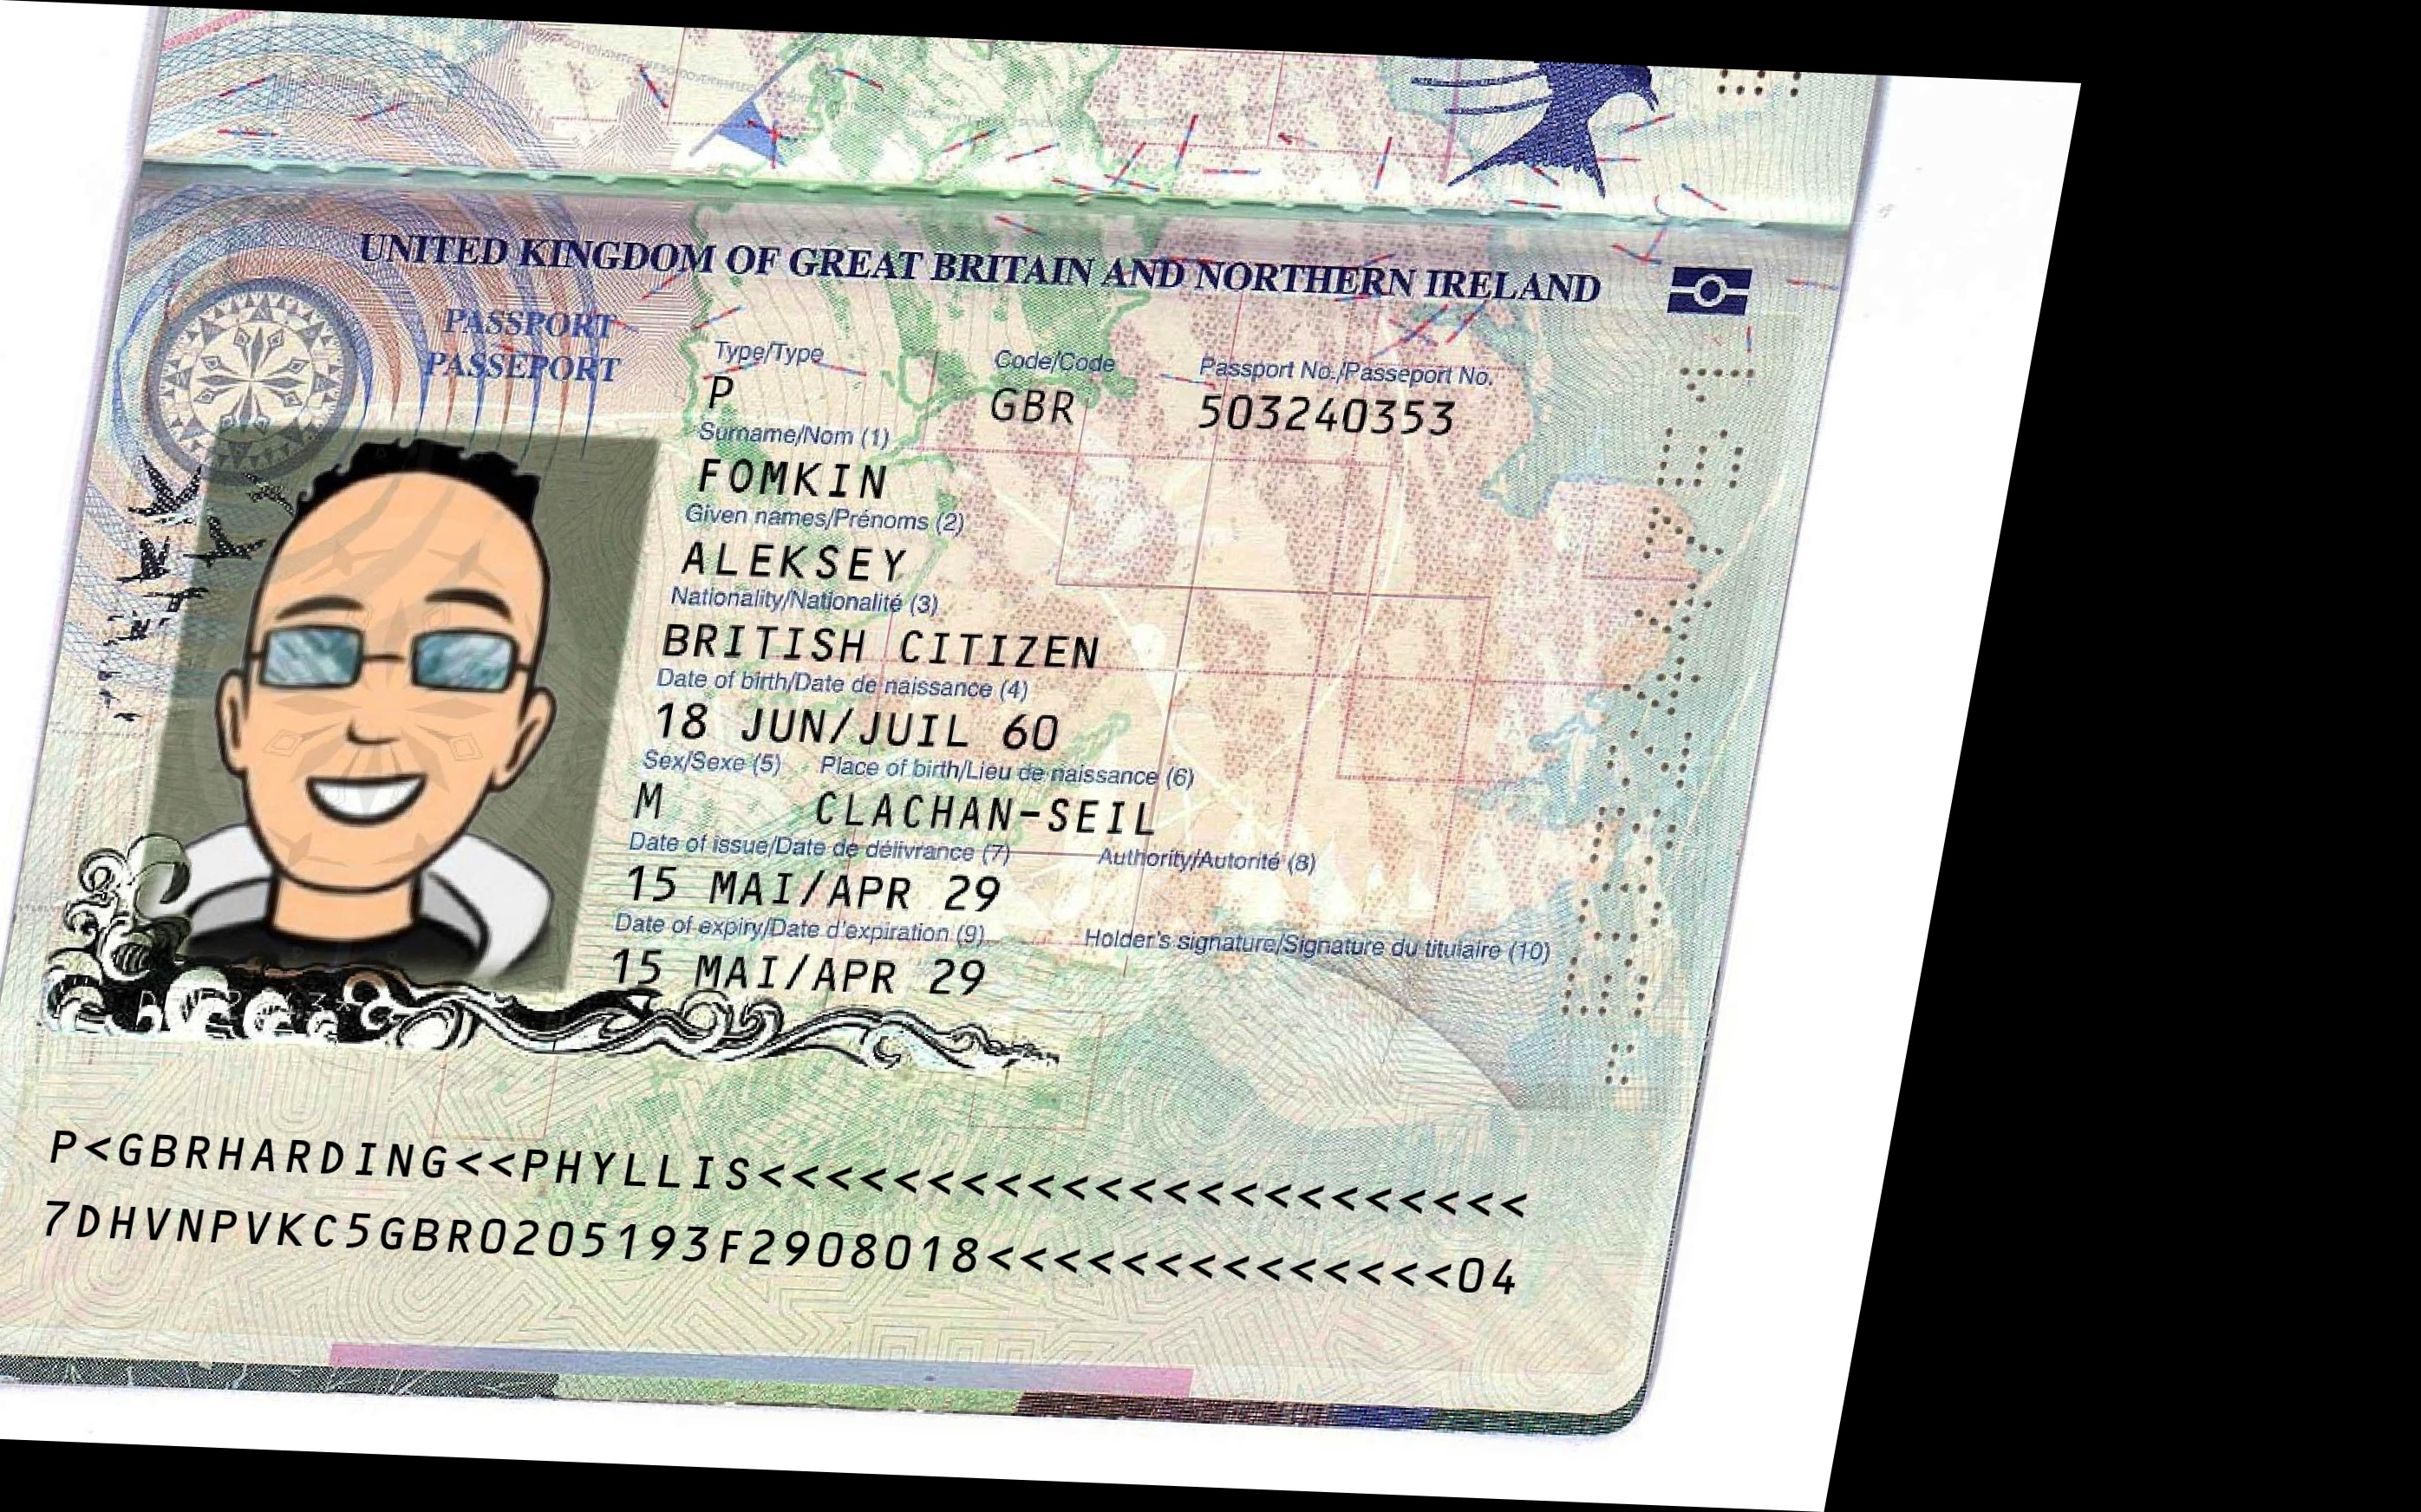 UNITED KINGDOM OF GREAT BRITAIN AND NORTHERN IRELAND
PASSPORT
PASSEPORT
Type/Type Code/Code Passport No./Passeport No.
P GBR 503240353
Surname/Nom (1)
FOMKIN
Given names/Prénoms (2)
ALEKSEY
Nationality/Nationalité (3)
BRITISH CITIZEN
Date of birth/Date de naissance (4)
18 JUN/JUIL 60
Sex/Sexe (5) Place of birth/Lieu de naissance (6)
M CLACHAN-SEIL
Date of issue/Date de délivrance (7) Authority/Autorité (8)
15 MAI/APR 29
Date of expiry/Date d'expiration (9) Holder's signature/Signature du titulaire (10)
15 MAI/APR 29
P<GBRHARDING<<PHYLLIS<<<<<<<<<<<<<<<<<<<<<<<
7DHVNPVKC5GBR0205193F2908018<<<<<<<<<<<<<<04